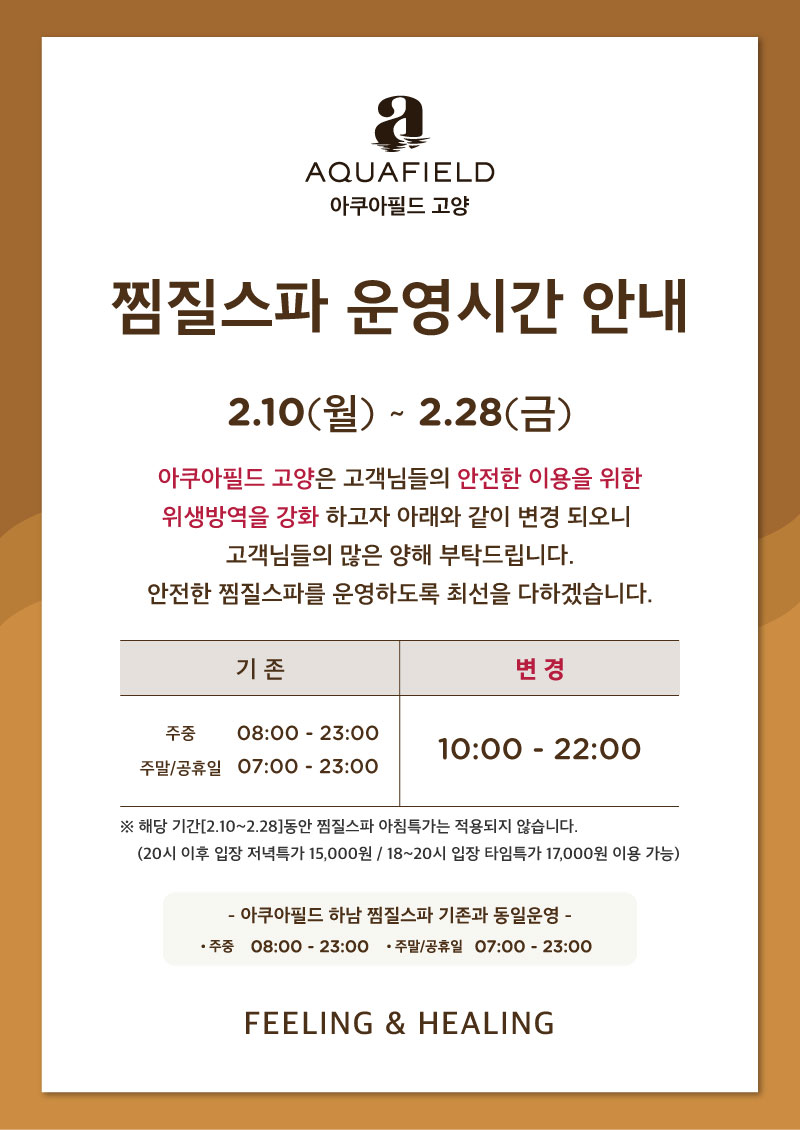 a
AQUAFIELD
아쿠아필드 고양
찜질스파 운영시간 안내
2.10(월) ~ 2.28(금)
아쿠아필드 고양은 고객님들의 안전한 이용을 위한
위생방역을 강화 하고자 아래와 같이 변경 되오니
고객님들의 많은 양해 부탁드립니다.
안전한 찜질스파를 운영하도록 최선을 다하겠습니다.
기 존 변 경
주중 08:00 - 23:00
주말/공휴일 07:00 - 23:00
10:00 - 22:00
※ 해당 기간[2.10~2.28]동안 찜질스파 아침특가는 적용되지 않습니다.
(20시 이후 입장 저녁특가 15,000원 / 18~20시 입장 타임특가 17,000원 이용 가능)
- 아쿠아필드 하남 찜질스파 기존과 동일운영 -
• 주중 08:00 - 23:00 • 주말/공휴일 07:00 - 23:00
FEELING & HEALING